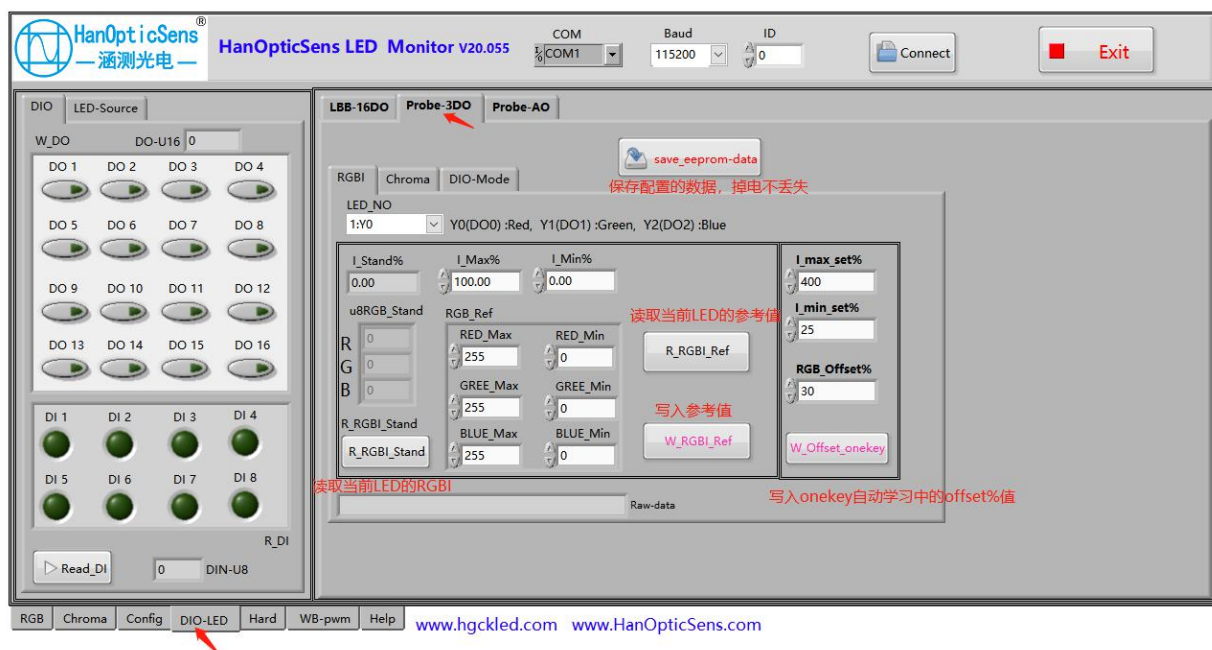 HanOpticSens®
—涵测光电—
HanOpticSens LED Monitor V20.055
COM
COM1
Baud
115200
ID
0
Connect
Exit
DIO
LED-Source
W_DO
DO-U16
0
DO 1 DO 2 DO 3 DO 4
DO 5 DO 6 DO 7 DO 8
DO 9 DO 10 DO 11 DO 12
DO 13 DO 14 DO 15 DO 16
DI 1 DI 2 DI 3 DI 4
DI 5 DI 6 DI 7 DI 8
R_DI
Read_DI
0
DIN-U8
LBB-16DO
Probe-3DO
Probe-AO
save_eeprom-data
保存配置的数据，掉电不丢失
RGBI
Chroma
DIO-Mode
LED_NO
1:Y0
Y0(DO0) :Red, Y1(DO1) :Green, Y2(DO2) :Blue
I_Stand%
0.00
I_Max%
100.00
I_Min%
0.00
u8RGB_Stand
R 0
G 0
B 0
R_RGBI_Stand
R_RGBI_Stand
读取当前LED的RGBI
RGB_Ref
RED_Max RED_Min
255 0
GREE_Max GREE_Min
255 0
BLUE_Max BLUE_Min
255 0
读取当前LED的参考值
R_RGBI_Ref
写入参考值
W_RGBI_Ref
I_max_set%
400
I_min_set%
25
RGB_Offset%
30
W_Offset_onekey
写入onekey自动学习中的offset%值
Raw-data
RGB
Chroma
Config
DIO-LED
Hard
WB-pwm
Help
www.hgckled.com www.HanOpticSens.com